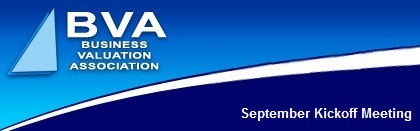 BVA
BUSINESS
VALUATION
ASSOCIATION
September Kickoff Meeting